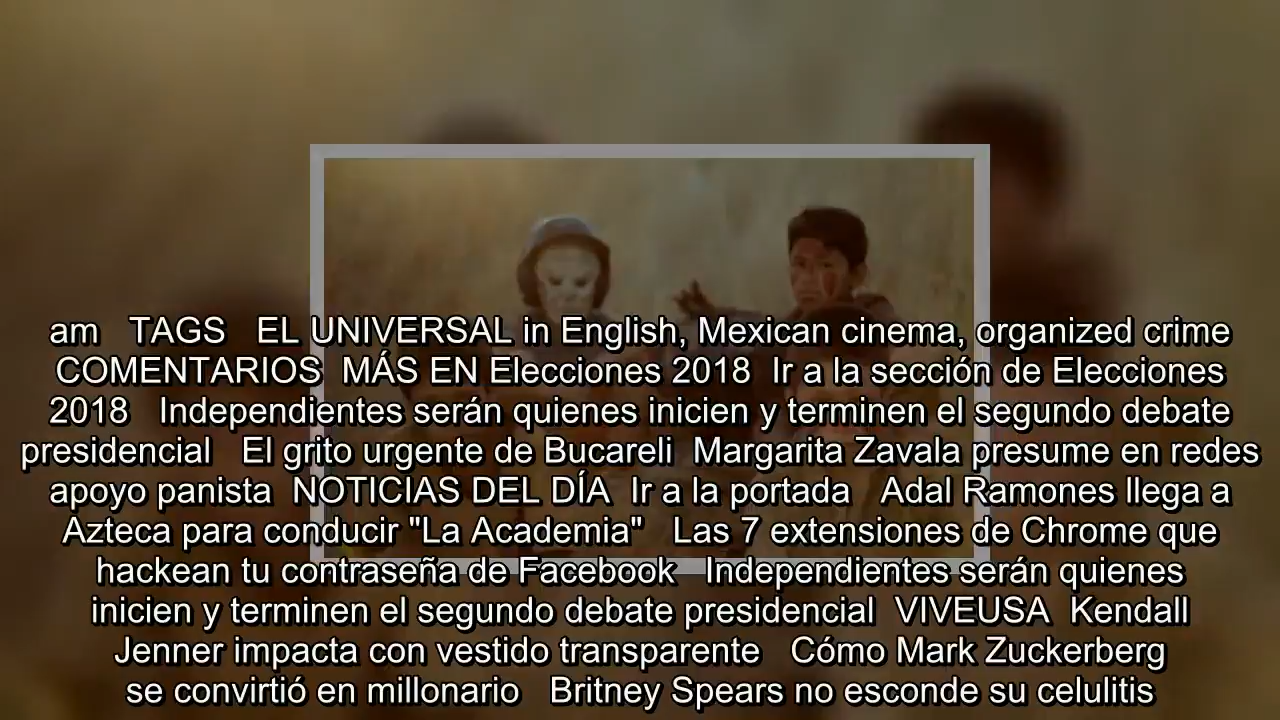 am TAGS EL UNIVERSAL in English, Mexican cinema, organized crime
COMENTARIOS MÁS EN Elecciones 2018 Ir a la sección de Elecciones
2018 Independientes serán quienes inicien y terminen el segundo debate
presidencial El grito urgente de Bucareli Margarita Zavala presume en redes
apoyo panista NOTICIAS DEL DÍA Ir a la portada Adal Ramones llega a
Azteca para conducir "La Academia" Las 7 extensiones de Chrome que
hackean tu contraseña de Facebook Independientes serán quienes
inicien y terminen el segundo debate presidencial VIVEUSA Kendall
Jenner impacta con vestido transparente Cómo Mark Zuckerberg
se convirtió en millonario Britney Spears no esconde su celulitis